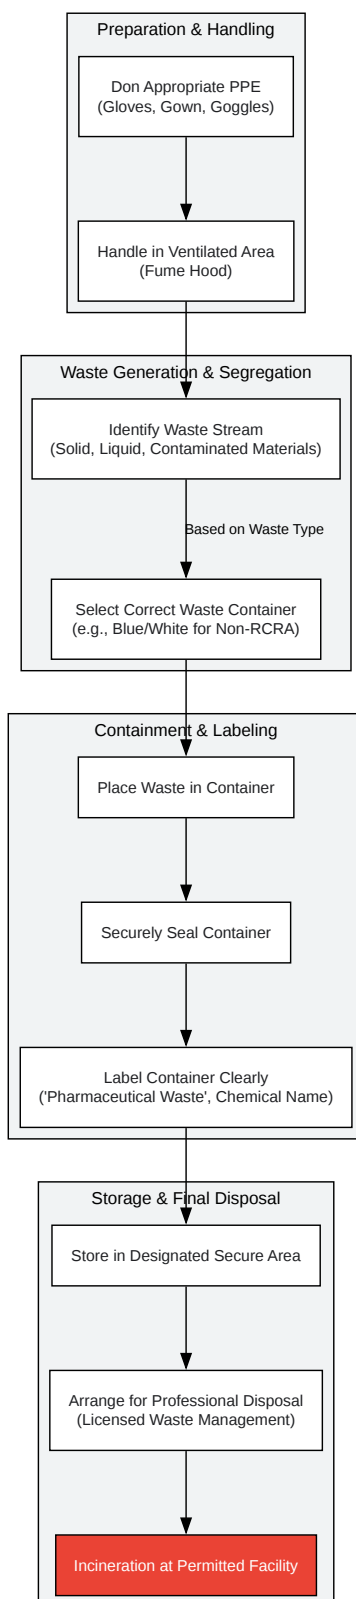 Preparation & Handling
Don Appropriate PPE
(Gloves, Gown, Goggles)
Handle in Ventilated Area
(Fume Hood)
Waste Generation & Segregation
Identify Waste Stream
(Solid, Liquid, Contaminated Materials)
Based on Waste Type
Select Correct Waste Container
(e.g., Blue/White for Non-RCRA)
Containment & Labeling
Place Waste in Container
Securely Seal Container
Label Container Clearly
('Pharmaceutical Waste', Chemical Name)
Storage & Final Disposal
Store in Designated Secure Area
Arrange for Professional Disposal
(Licensed Waste Management)
Incineration at Permitted Facility